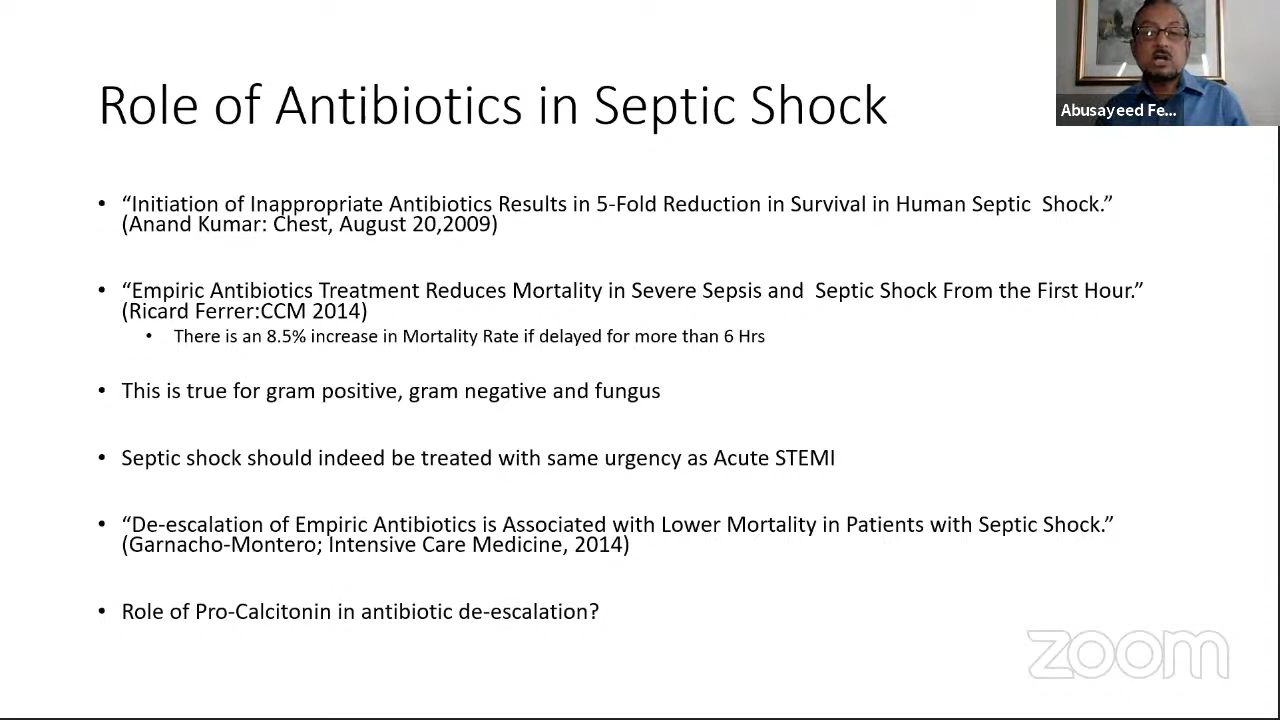 Role of Antibiotics in Septic Shock
Abusayeed Fe...
• “Initiation of Inappropriate Antibiotics Results in 5-Fold Reduction in Survival in Human Septic  Shock.”
(Anand Kumar: Chest, August 20,2009)
• “Empiric Antibiotics Treatment Reduces Mortality in Severe Sepsis and  Septic Shock From the First Hour.”
(Ricard Ferrer:CCM 2014)
• There is an 8.5% increase in Mortality Rate if delayed for more than 6 Hrs
• This is true for gram positive, gram negative and fungus
• Septic shock should indeed be treated with same urgency as Acute STEMI
• “De-escalation of Empiric Antibiotics is Associated with Lower Mortality in Patients with Septic Shock.”
(Garnacho-Montero; Intensive Care Medicine, 2014)
• Role of Pro-Calcitonin in antibiotic de-escalation?
zoom